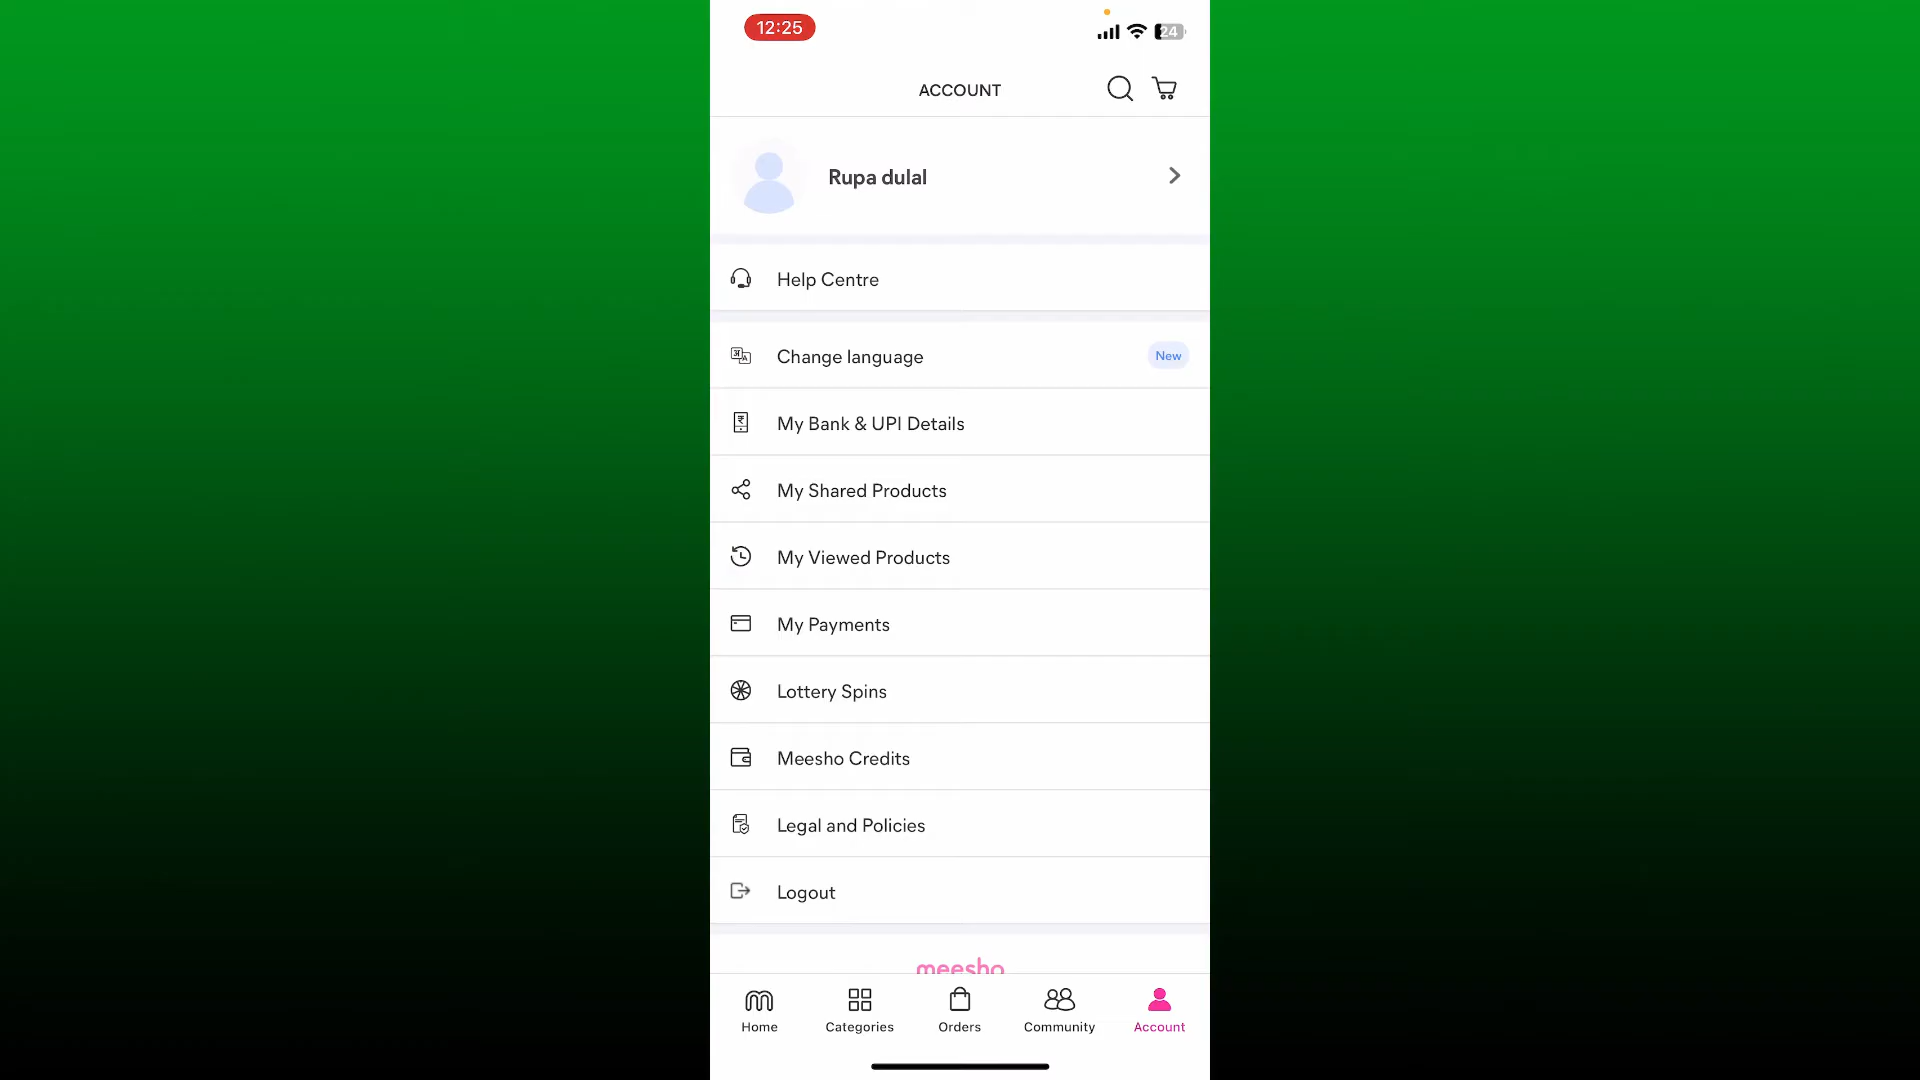 12:25
24
ACCOUNT
Rupa dulal
Help Centre
Change language
New
My Bank & UPI Details
My Shared Products
My Viewed Products
My Payments
Lottery Spins
Meesho Credits
Legal and Policies
Logout
meesho
Home
Categories
Orders
Community
Account